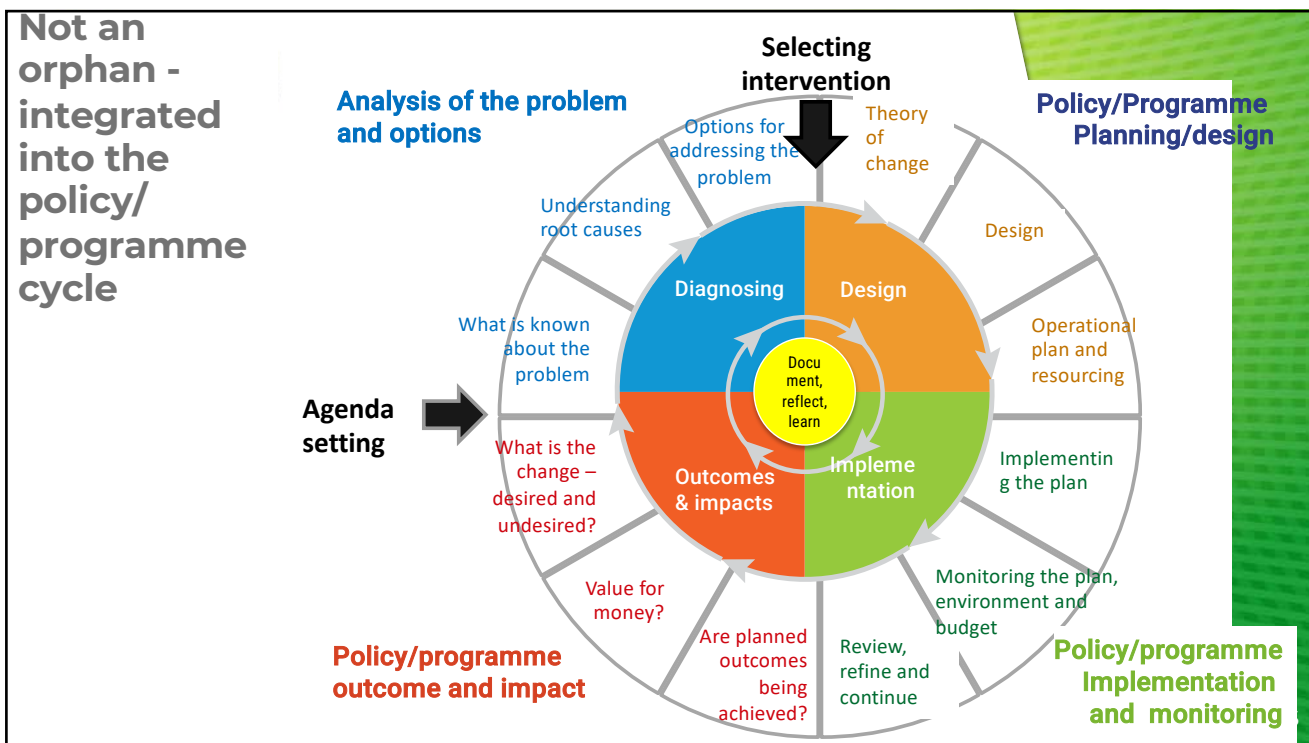 Not an
orphan -
integrated
into the
policy/
programme
cycle
Selecting
intervention
Analysis of the problem
and options
Policy/Programme
Planning/design
Options for
addressing the
problem
Theory
of
change
Understanding
root causes
Design
What is known
about the
problem
Operational
plan and
resourcing
Diagnosing
Design
Docu
ment,
reflect,
learn
Agenda
setting
What is the
change –
desired and
undesired?
Outcomes
& impacts
Impleme
ntation
Implementin
g the plan
Value for
money?
Monitoring the plan,
environment and
budget
Are planned
outcomes
being
achieved?
Review,
refine and
continue
Policy/programme
outcome and impact
Policy/programme
Implementation
and monitoring